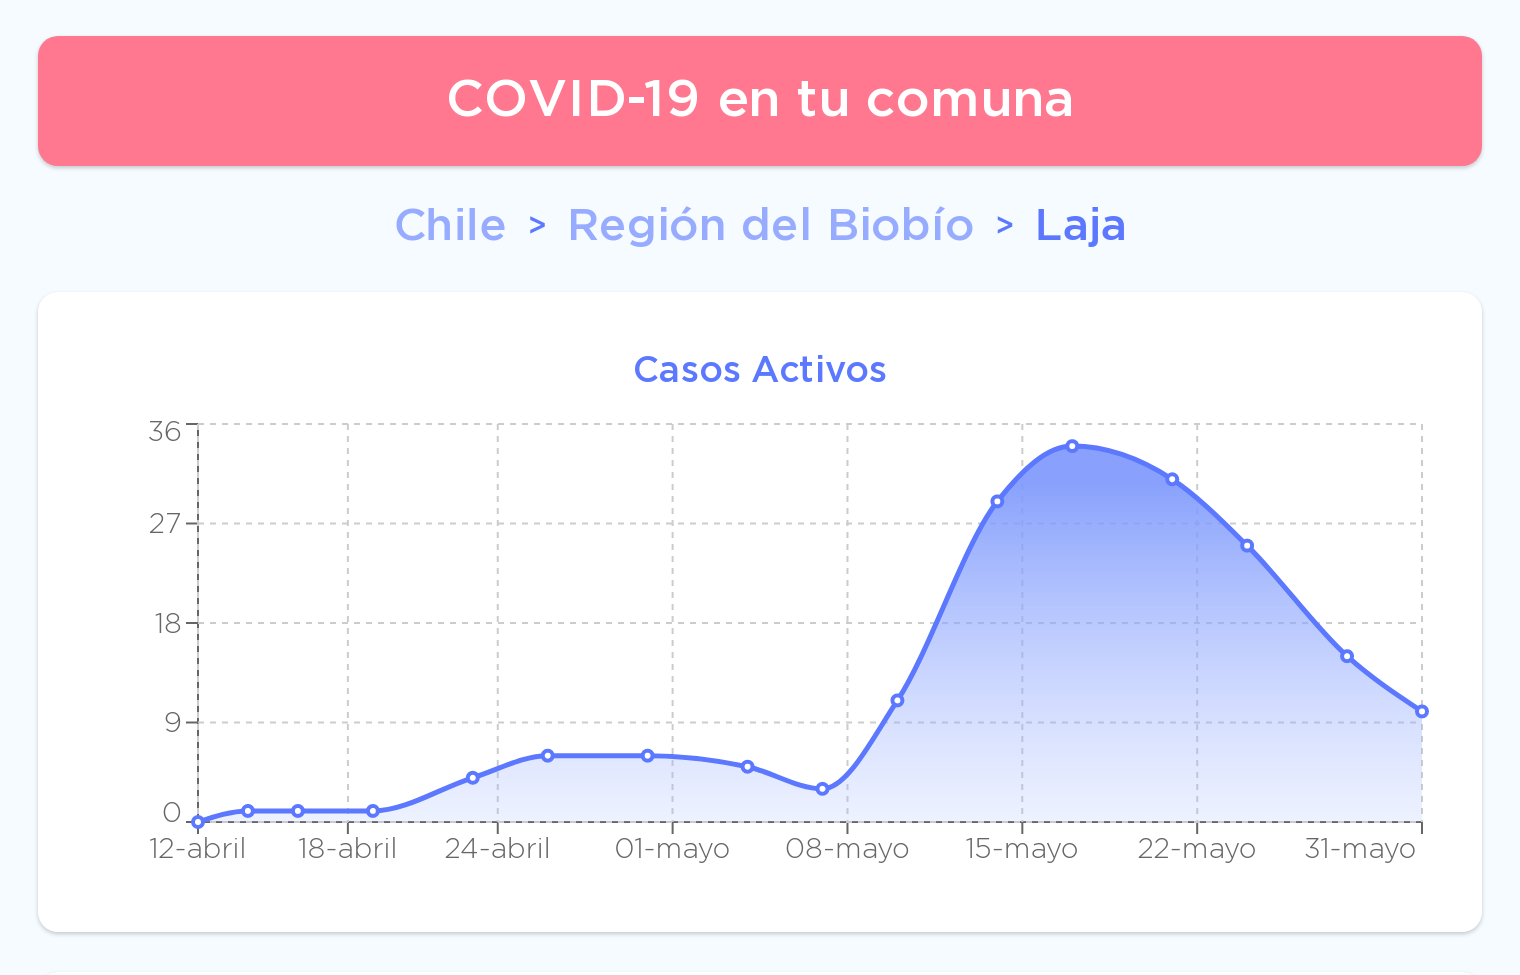 COVID-19 en tu comuna
Chile > Región del Biobío > Laja
Casos Activos
36
27
18
9
0
12-abril 18-abril 24-abril 01-mayo 08-mayo 15-mayo 22-mayo 31-mayo